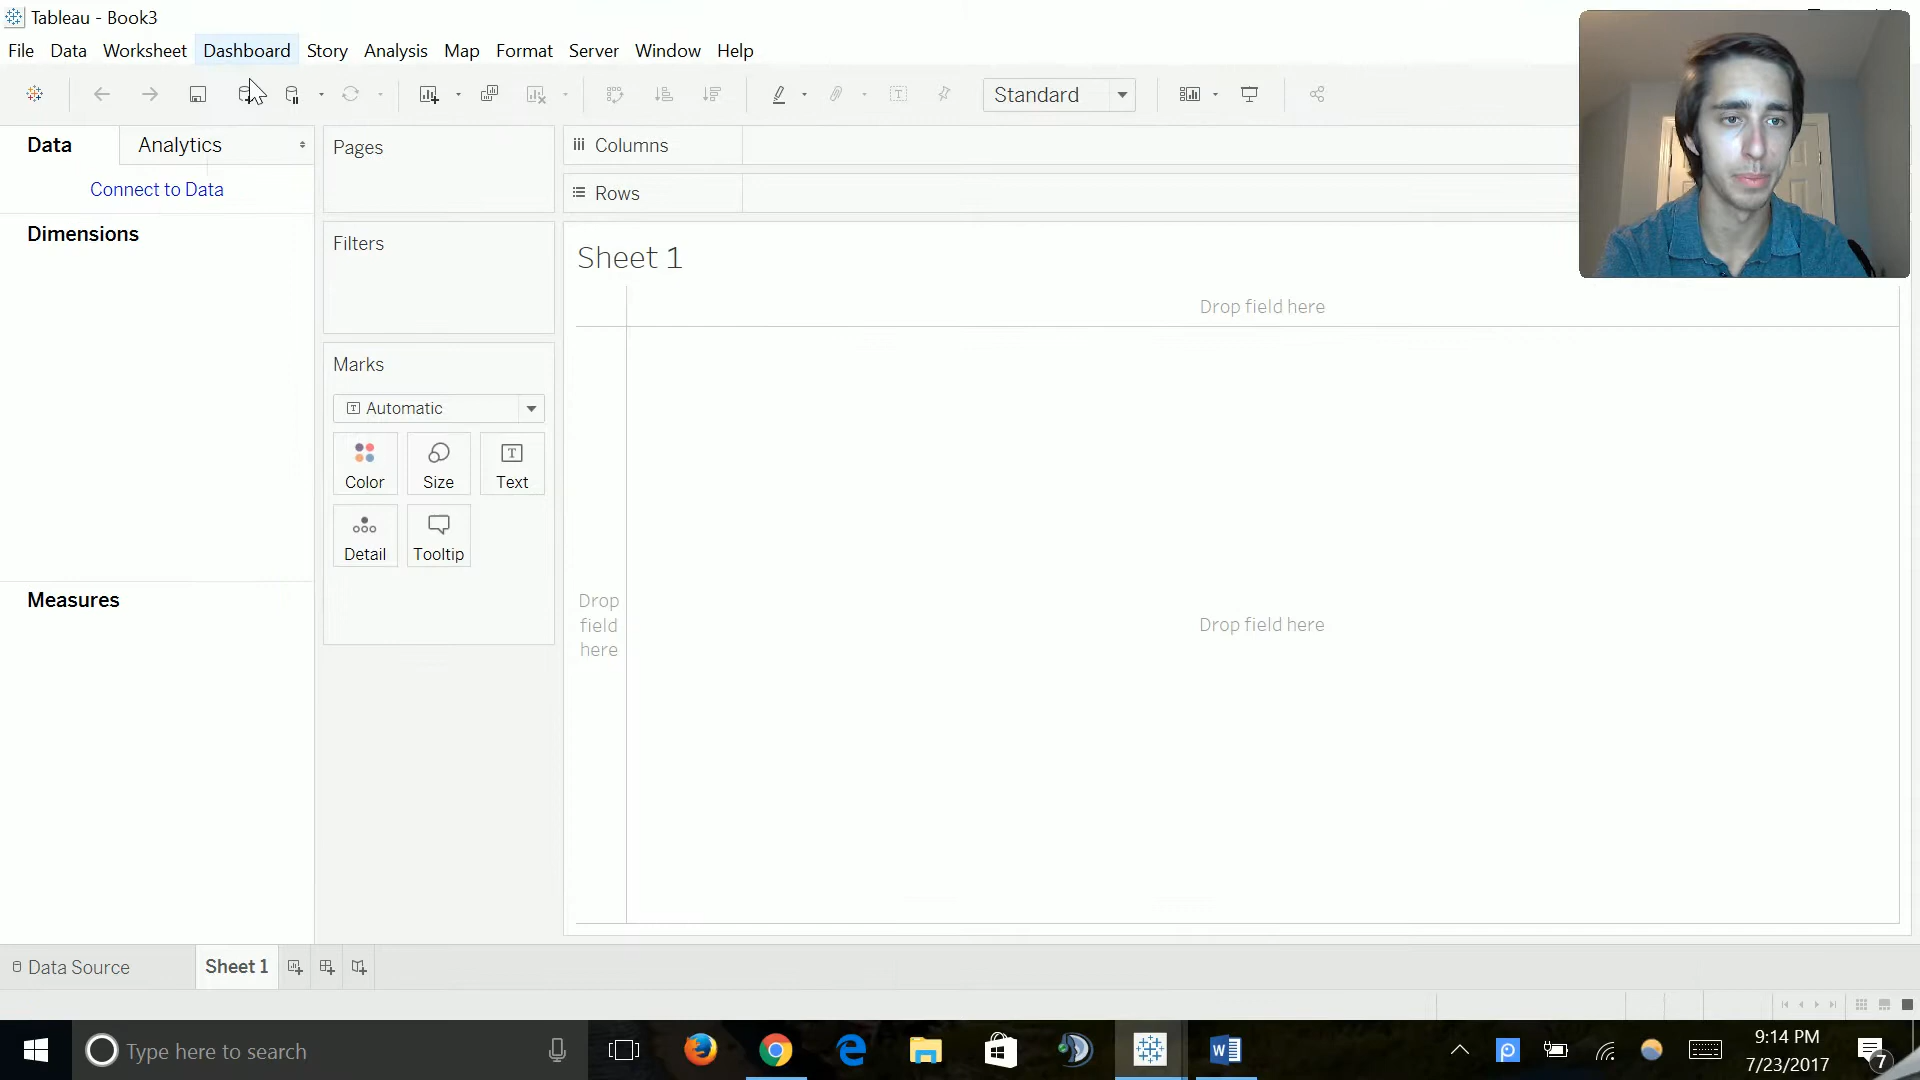 Tableau - Book3
File Data Worksheet Dashboard Story Analysis Map Format Server Window Help
Standard
Data Analytics
Connect to Data
Dimensions
Measures
Pages
Filters
Marks
Automatic
Color Size Text
Detail Tooltip
Columns
Rows
Sheet 1
Drop field here
Drop
field
here
Drop field here
Data Source Sheet 1
Type here to search
9:14 PM
7/23/2017
7